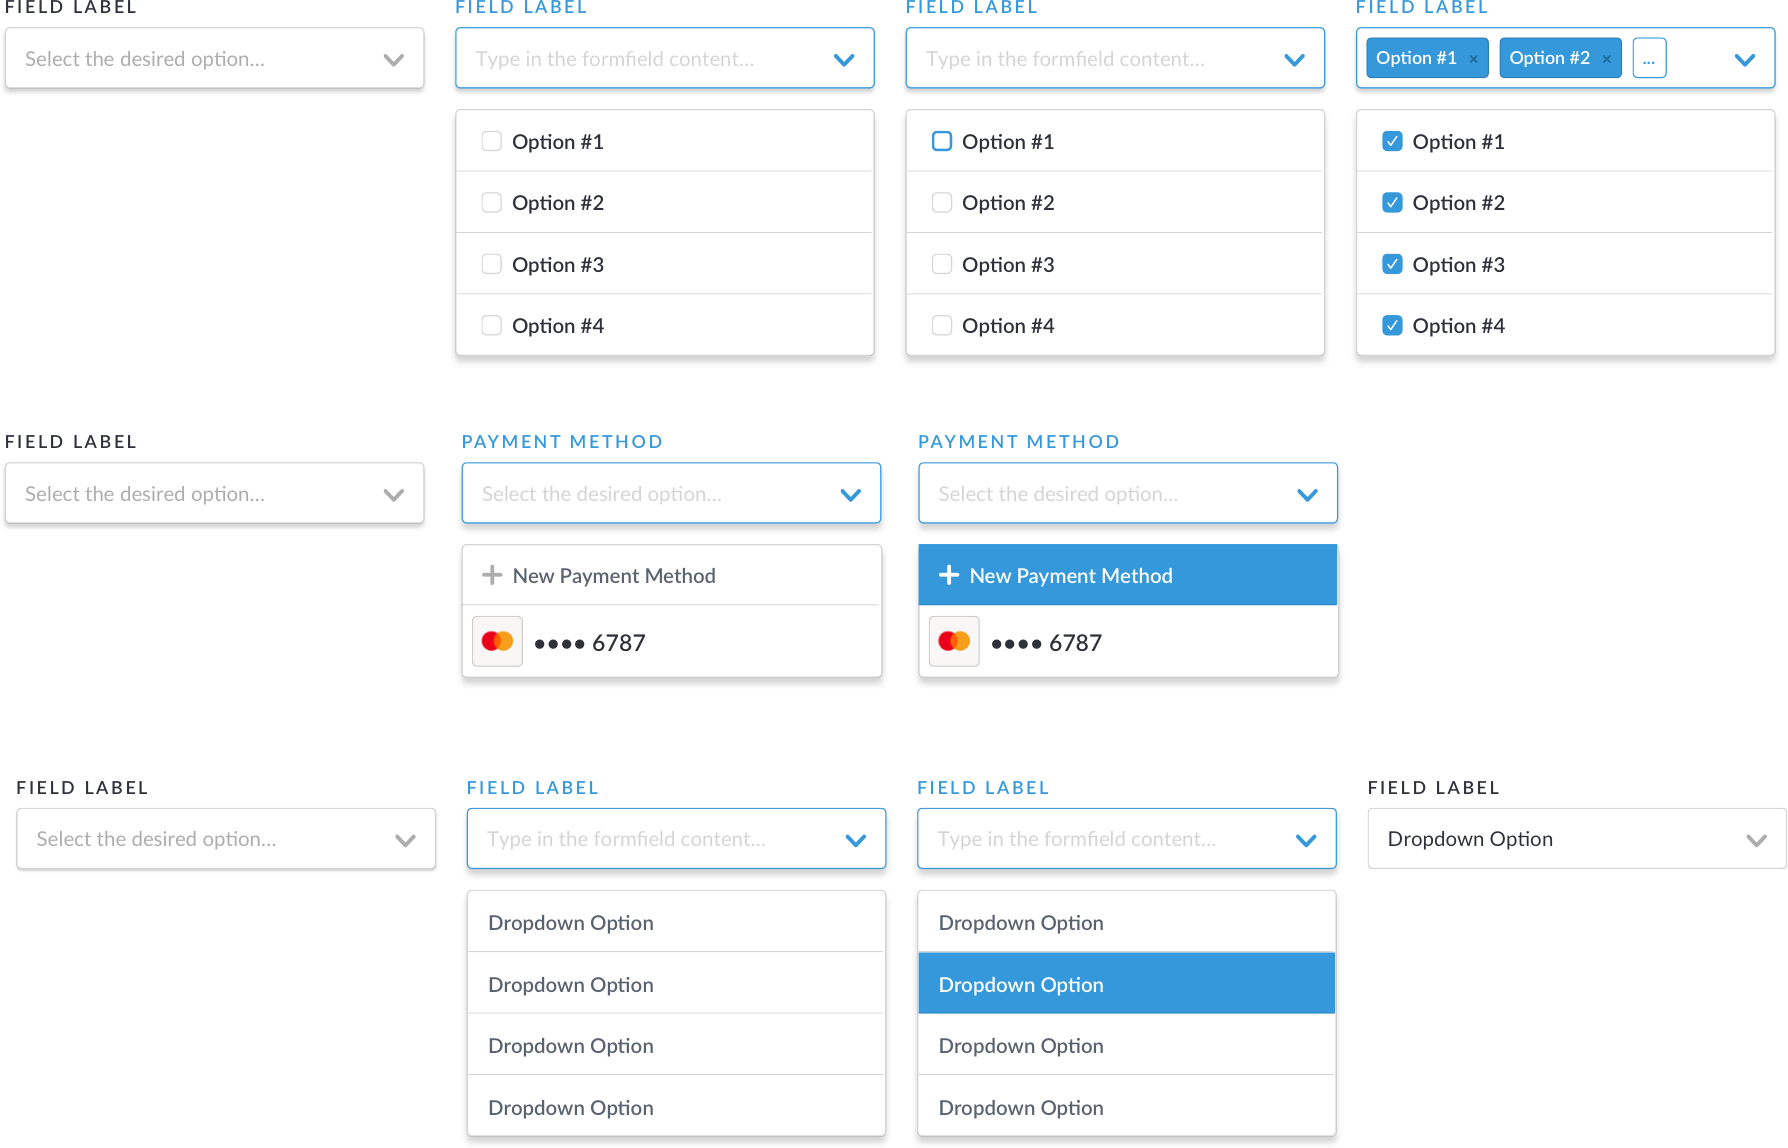 FIELD LABEL
Select the desired option...
FIELD LABEL
Type in the formfield content...
Option #1
Option #2
Option #3
Option #4
FIELD LABEL
Type in the formfield content...
Option #1
Option #2
Option #3
Option #4
FIELD LABEL
Option #1 × Option #2 × ...
Option #1
Option #2
Option #3
Option #4
FIELD LABEL
Select the desired option...
PAYMENT METHOD
Select the desired option...
New Payment Method
•••• 6787
PAYMENT METHOD
Select the desired option...
New Payment Method
•••• 6787
FIELD LABEL
Select the desired option...
FIELD LABEL
Type in the formfield content...
Dropdown Option
Dropdown Option
Dropdown Option
Dropdown Option
FIELD LABEL
Type in the formfield content...
Dropdown Option
Dropdown Option
Dropdown Option
Dropdown Option
FIELD LABEL
Dropdown Option